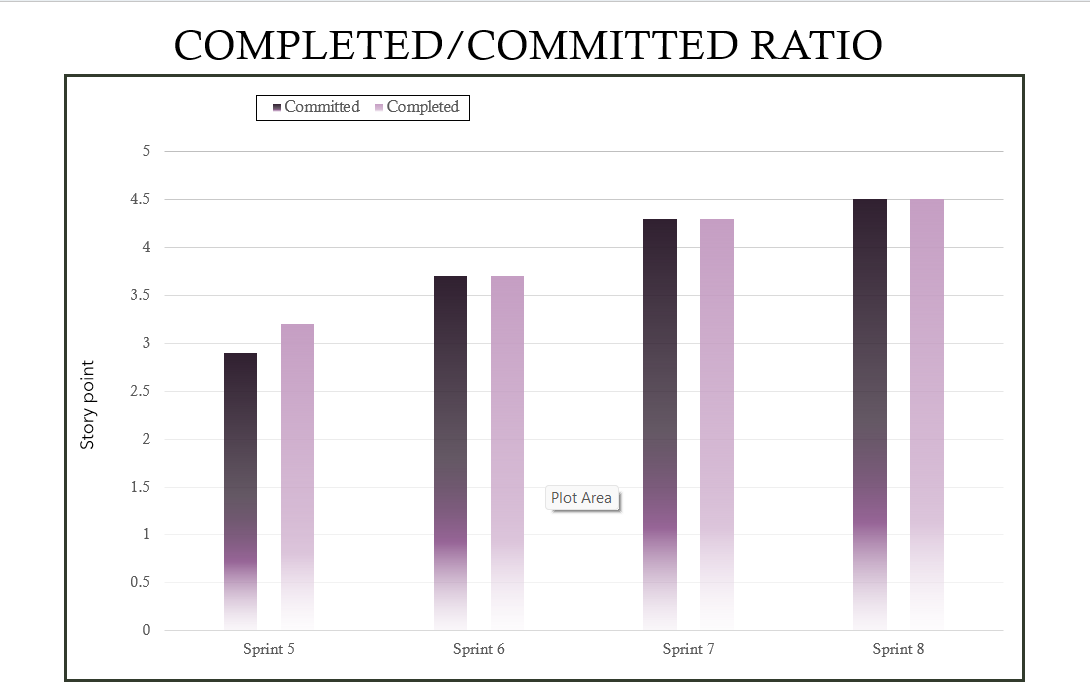 COMPLETED/COMMITTED RATIO
Committed Completed
5
4.5
4
3.5
3
2.5
2
1.5
1
0.5
0
Story point
Plot Area
Sprint 5 Sprint 6 Sprint 7 Sprint 8